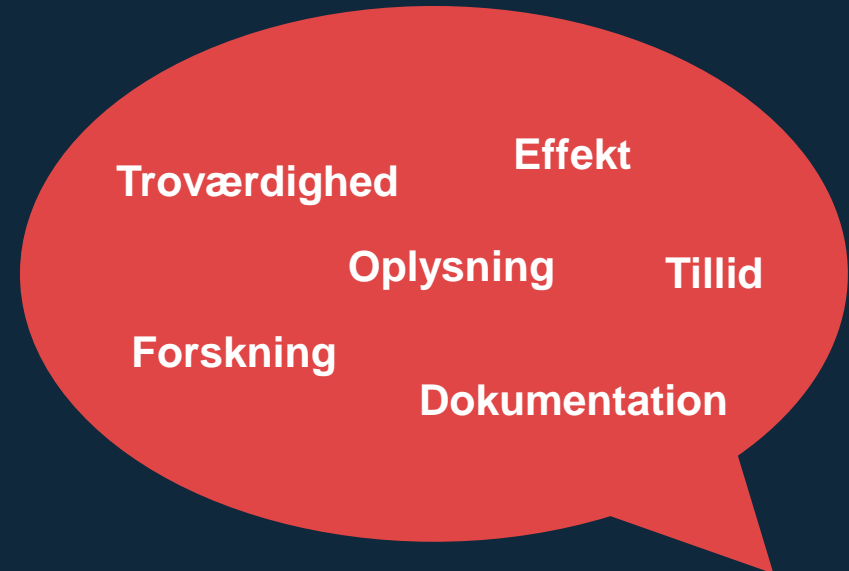 Effekt
Troværdighed
Oplysning
Tillid
Forskning
Dokumentation